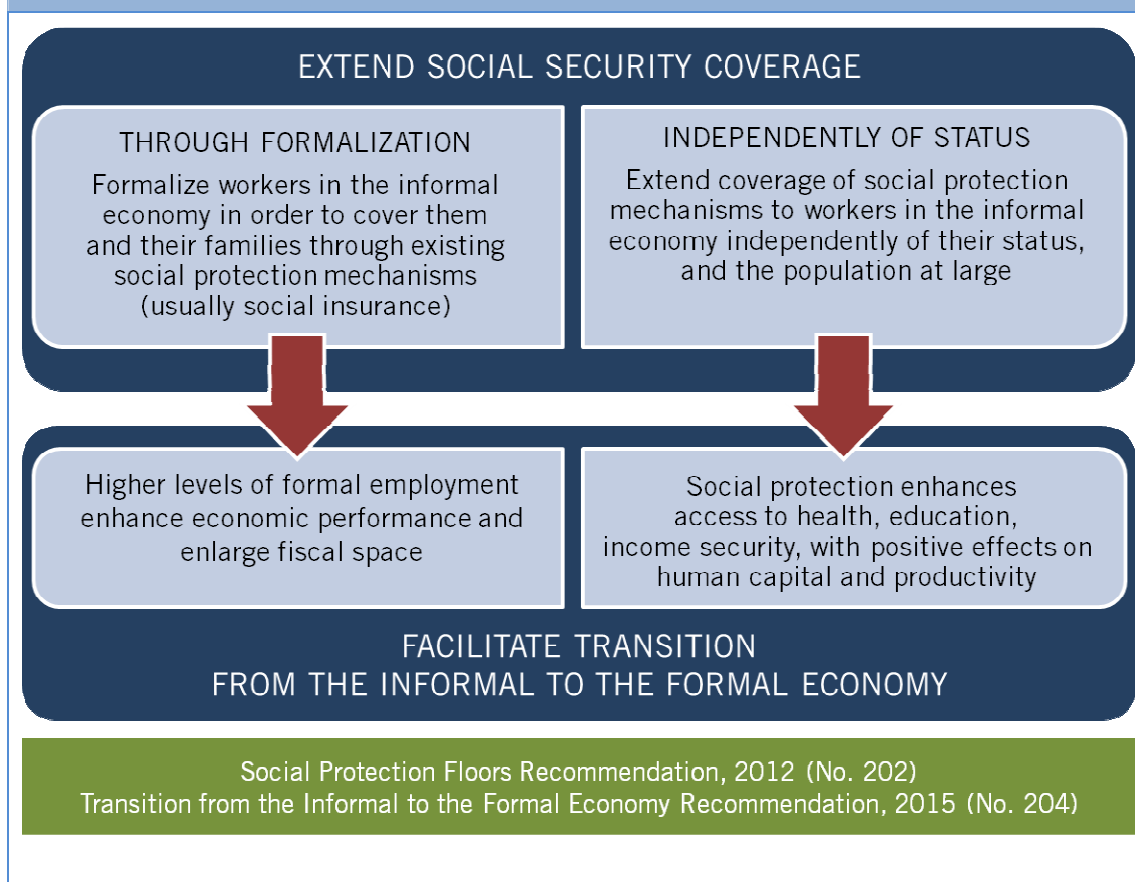 EXTEND SOCIAL SECURITY COVERAGE
THROUGH FORMALIZATION
Formalize workers in the informal
economy in order to cover them
and their families through existing
social protection mechanisms
(usually social insurance)
INDEPENDENTLY OF STATUS
Extend coverage of social protection
mechanisms to workers in the informal
economy independently of their status,
and the population at large
Higher levels of formal employment
enhance economic performance and
enlarge fiscal space
Social protection enhances
access to health, education,
income security, with positive effects on
human capital and productivity
FACILITATE TRANSITION
FROM THE INFORMAL TO THE FORMAL ECONOMY
Social Protection Floors Recommendation, 2012 (No. 202)
Transition from the Informal to the Formal Economy Recommendation, 2015 (No. 204)